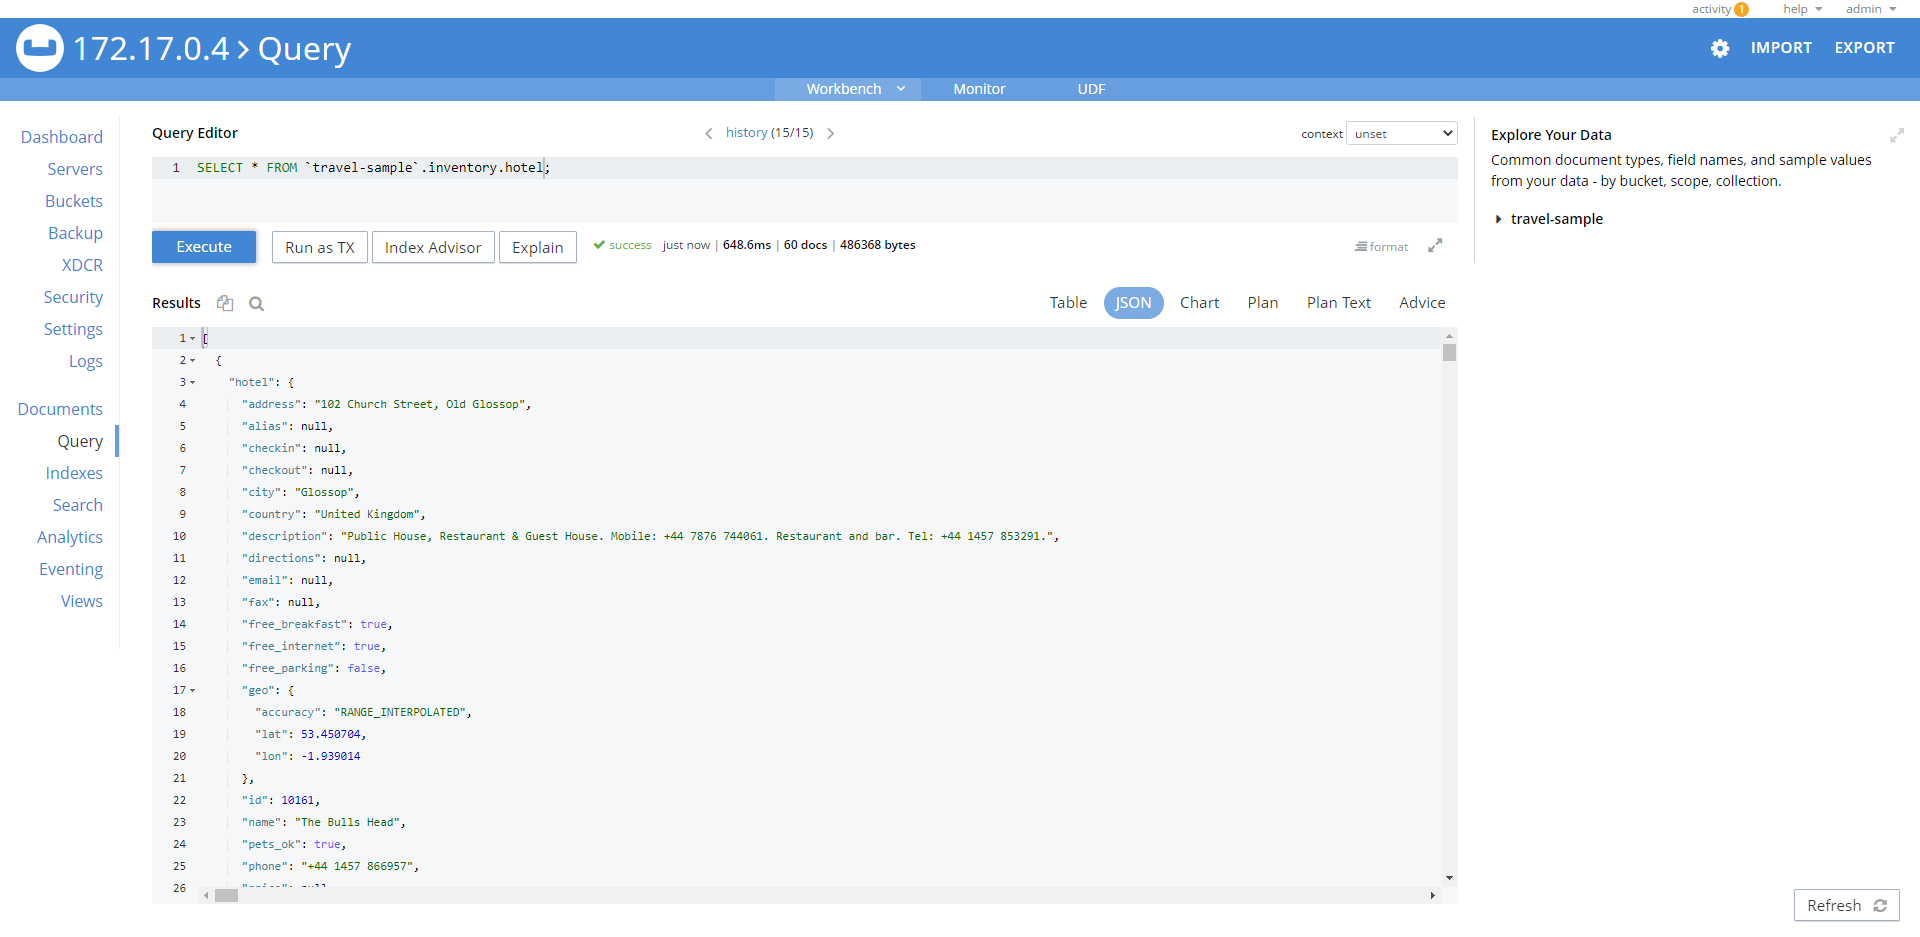 activity 1 help admin
172.17.0.4 > Query
IMPORT EXPORT
Workbench Monitor UDF
Dashboard
Servers
Buckets
Backup
XDCR
Security
Settings
Logs
Documents
Query
Indexes
Search
Analytics
Eventing
Views
Query Editor
history (15/15)
context unset
1 SELECT * FROM `travel-sample`.inventory.hotel;
Execute Run as TX Index Advisor Explain
success just now | 648.6ms | 60 docs | 486368 bytes
format
Results
Table JSON Chart Plan Plan Text Advice
1 [
2 {
3 "hotel": {
4 "address": "102 Church Street, Old Glossop",
5 "alias": null,
6 "checkin": null,
7 "checkout": null,
8 "city": "Glossop",
9 "country": "United Kingdom",
10 "description": "Public House, Restaurant & Guest House. Mobile: +44 7876 744061. Restaurant and bar. Tel: +44 1457 853291.",
11 "directions": null,
12 "email": null,
13 "fax": null,
14 "free_breakfast": true,
15 "free_internet": true,
16 "free_parking": false,
17 "geo": {
18 "accuracy": "RANGE_INTERPOLATED",
19 "lat": 53.450704,
20 "lon": -1.939014
21 },
22 "id": 10161,
23 "name": "The Bulls Head",
24 "pets_ok": true,
25 "phone": "+44 1457 866957",
26
Explore Your Data
Common document types, field names, and sample values
from your data - by bucket, scope, collection.
travel-sample
Refresh